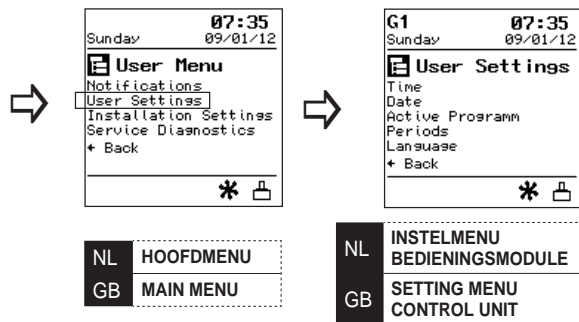 07:35
Sunday 09/01/12
User Menu
Notifications
User Settings
Installation Settings
Service Diagnostics
← Back
G1 07:35
Sunday 09/01/12
User Settings
Time
Date
Active Programm
Periods
Language
← Back
NL HOOFDMENU
GB MAIN MENU
NL INSTELMENU
BEDIENINGSMODULE
GB SETTING MENU
CONTROL UNIT